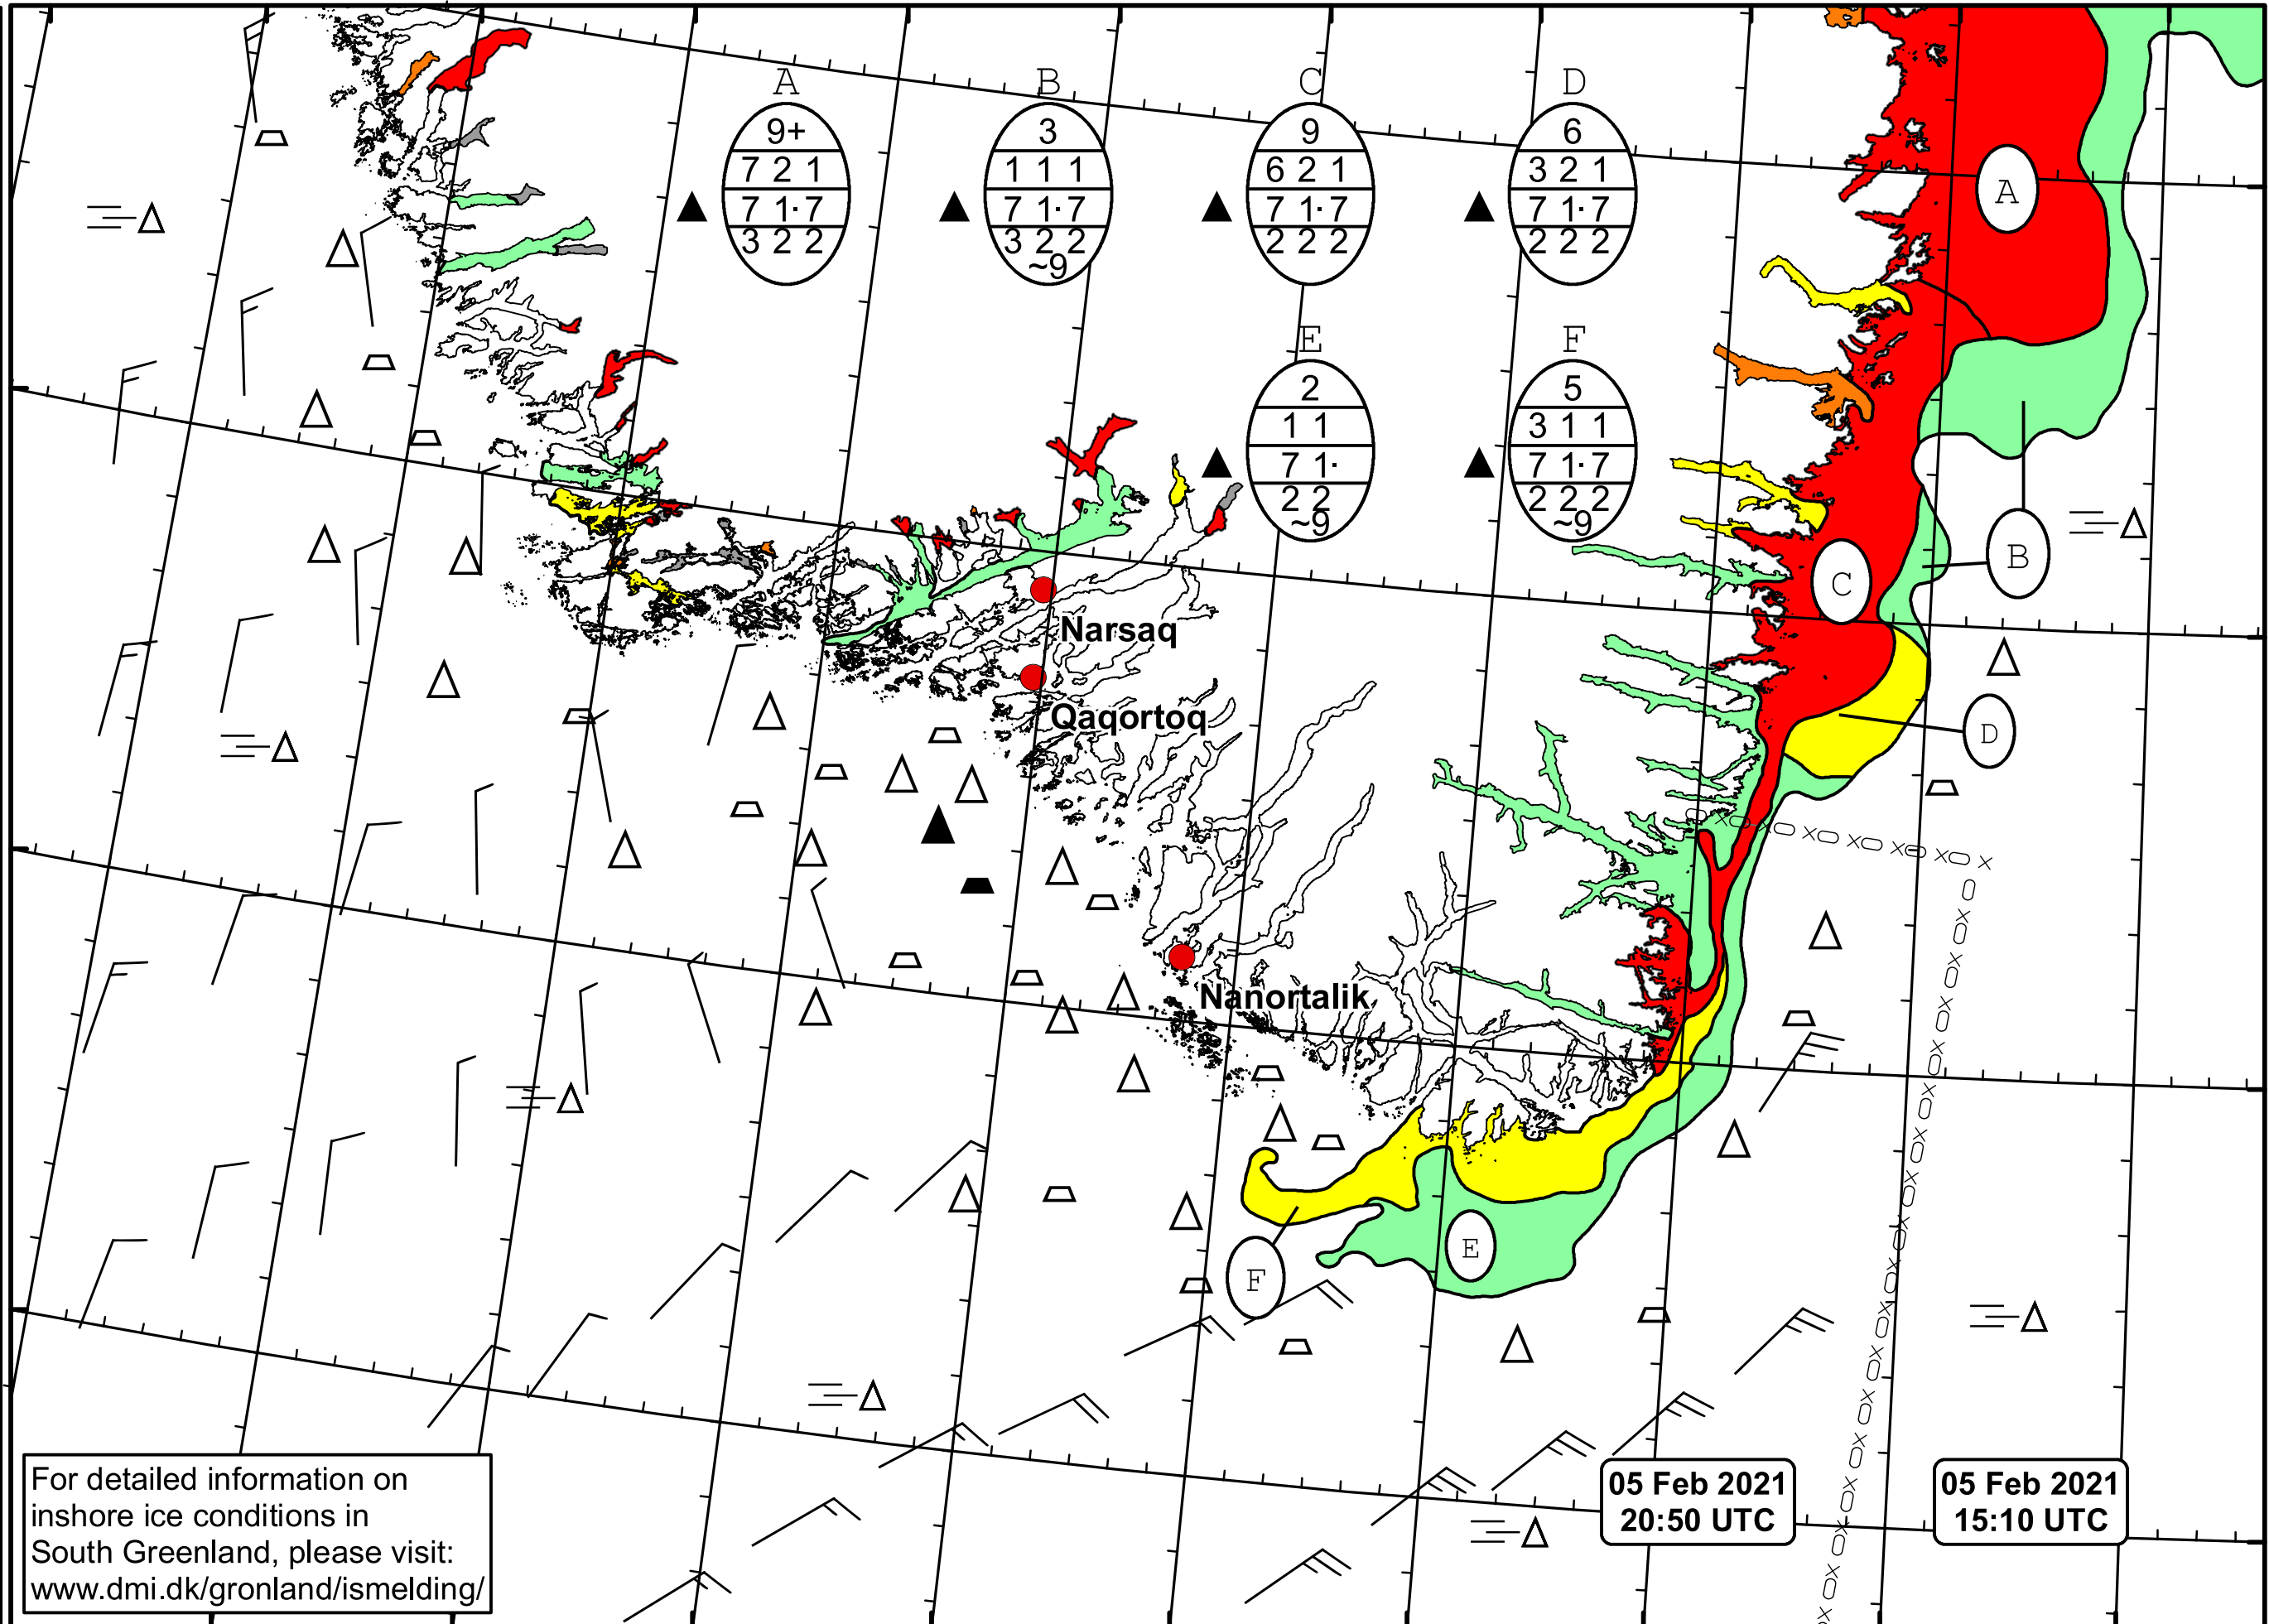 A B C D
9+ 3 9 6
7 2 1 1 1 1 6 2 1 3 2 1
7 1· 7 7 1· 7 7 1· 7 7 1· 7
3 2 2 3 2 2 2 2 2 2 2 2
~9
A
E F
2 5
1 1 3 1 1
7 1· 7 1· 7
2 2 2 2 2
~9 ~9
C
B
Narsaq
Qaqortoq
D
Nanortalik
E
F
For detailed information on
inshore ice conditions in
South Greenland, please visit:
www.dmi.dk/gronland/ismelding/
05 Feb 2021
20:50 UTC
05 Feb 2021
15:10 UTC